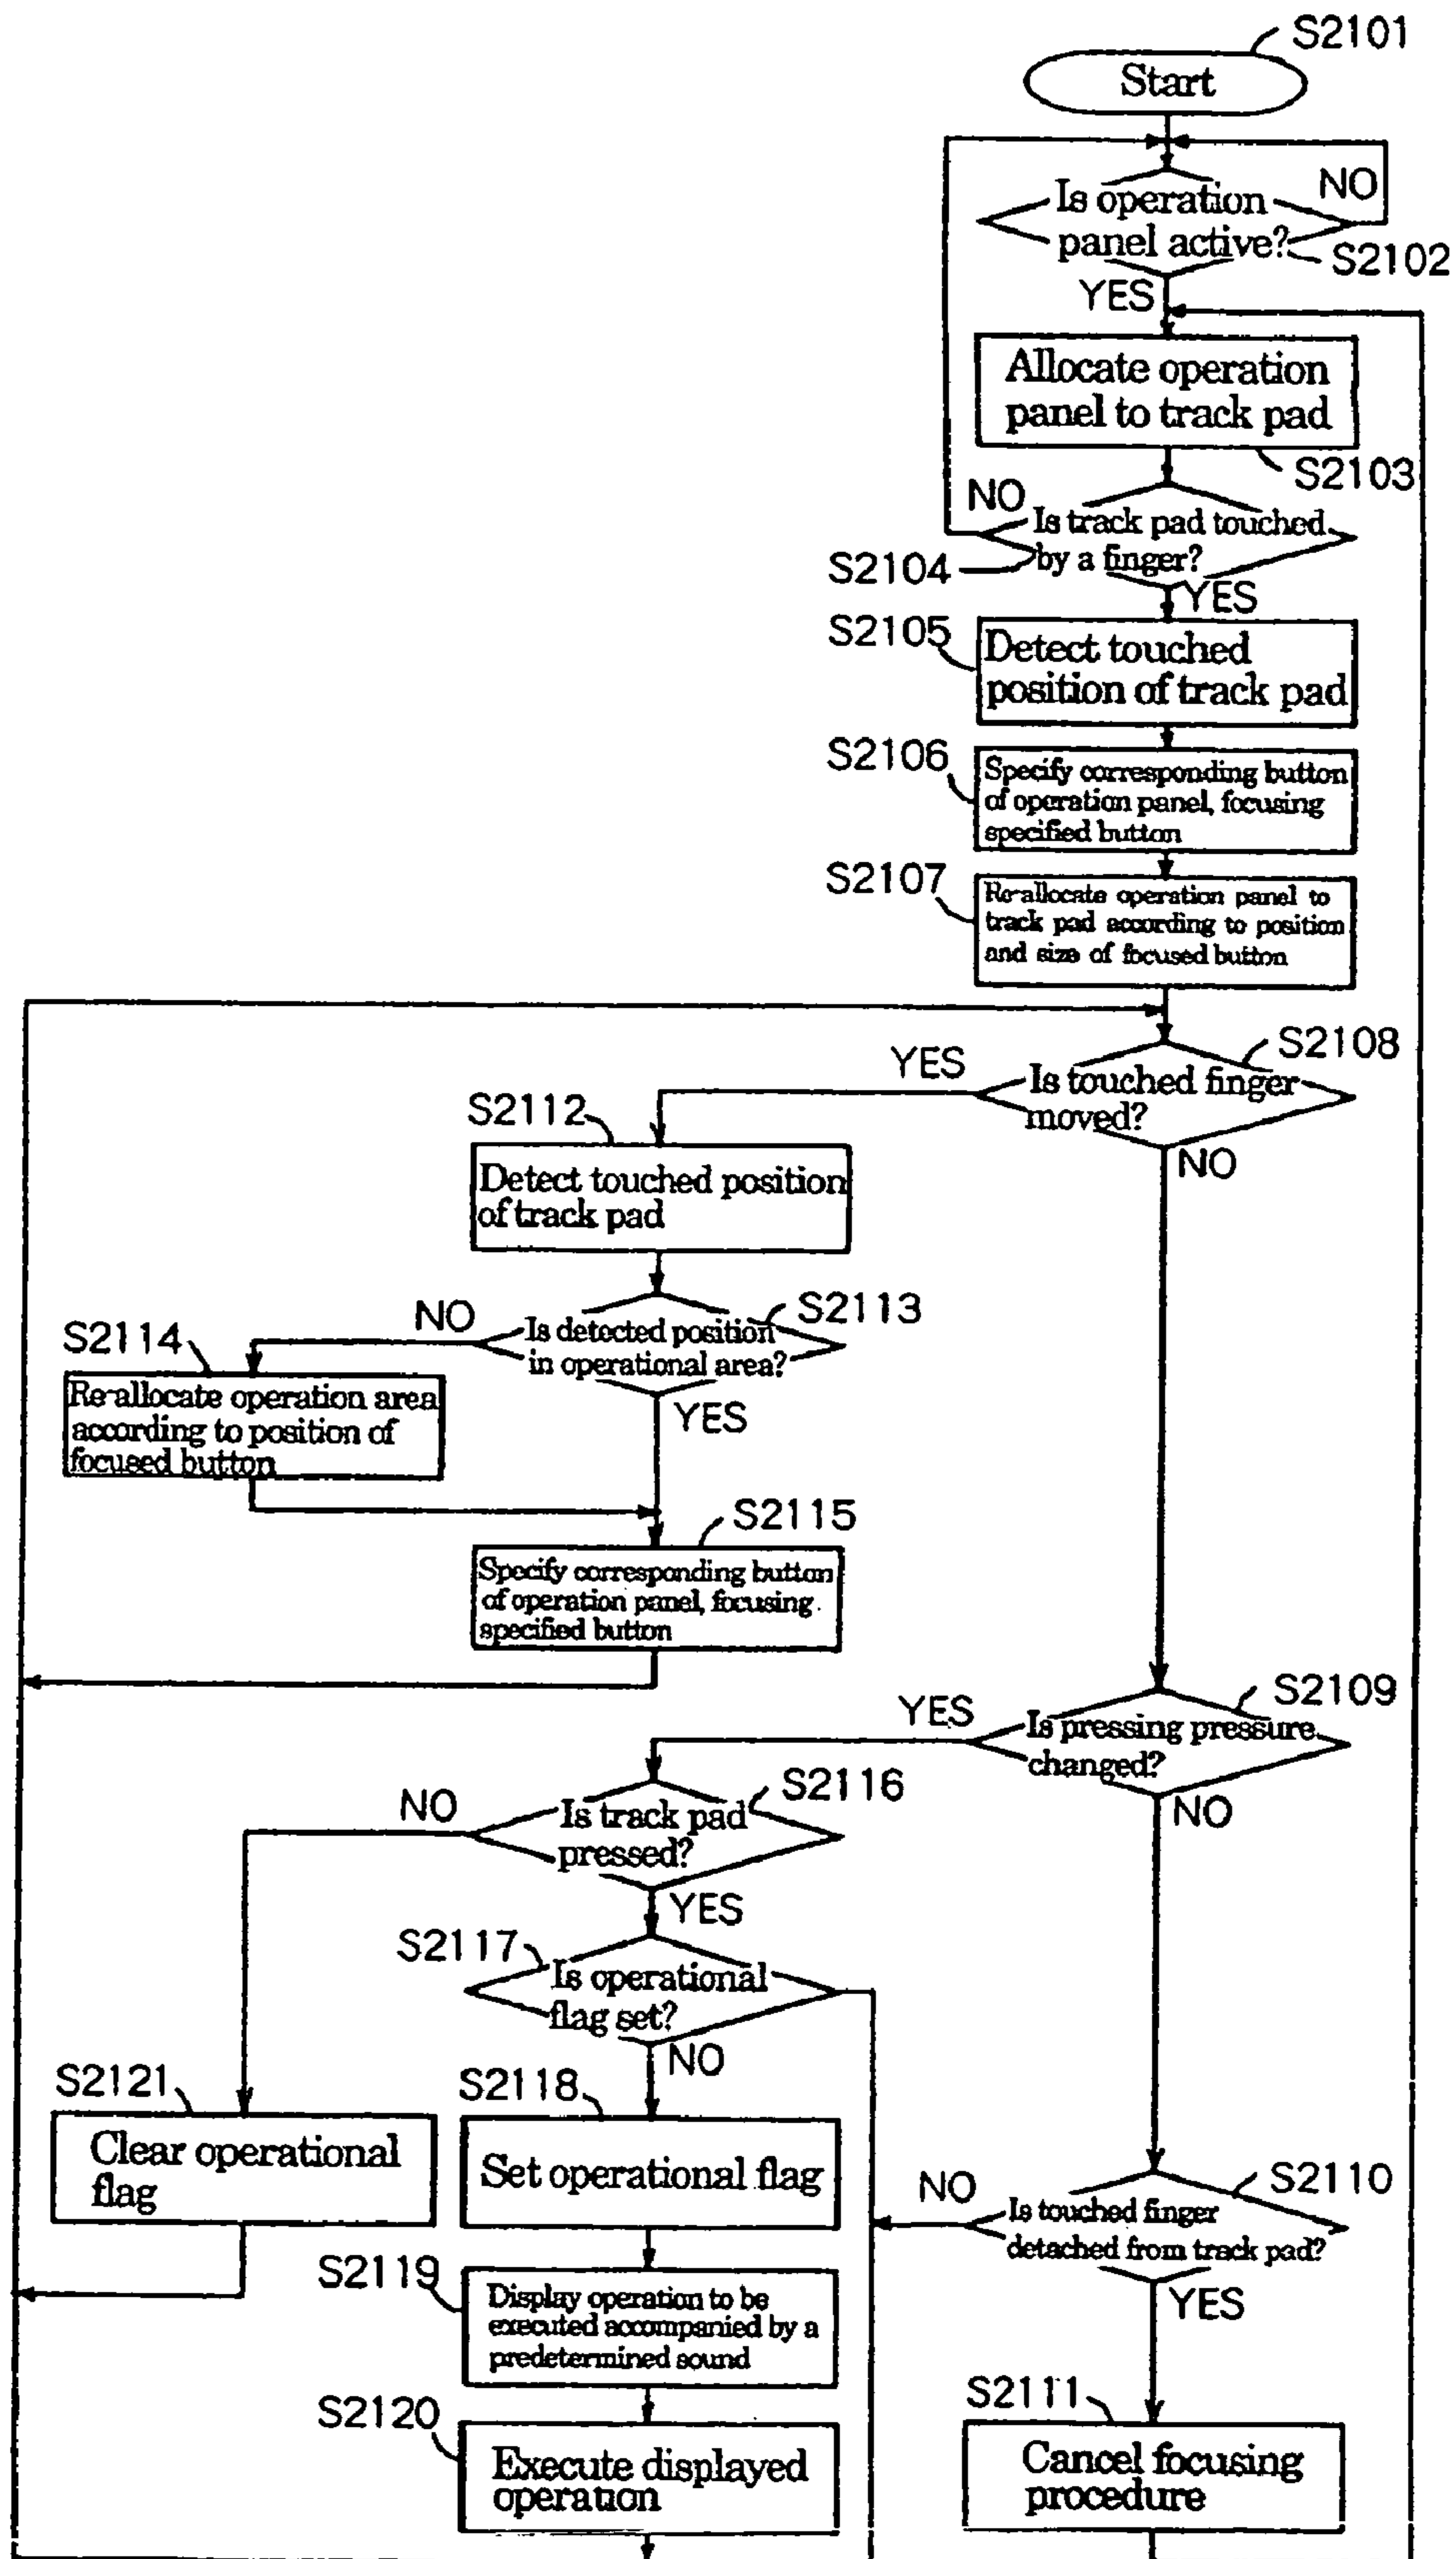 S2101
Start
NO
Is operation
panel active?
S2102
YES
Allocate operation
panel to track pad
S2103
NO
Is track pad touched
by a finger?
S2104
YES
S2105
Detect touched
position of track pad
S2106
Specify corresponding button
of operation panel, focusing
specified button
S2107
Re-allocate operation panel to
track pad according to position
and size of focused button
S2108
YES
Is touched finger
moved?
NO
S2112
Detect touched position
of track pad
S2113
NO
Is detected position
in operational area?
YES
S2114
Re-allocate operation area
according to position of
focused button
S2115
Specify corresponding button
of operation panel, focusing
specified button
S2109
YES
Is pressing pressure
changed?
NO
S2116
NO
Is track pad
pressed?
YES
S2117
Is operational
flag set?
NO
S2121
Clear operational
flag
S2118
Set operational flag
S2110
NO
Is touched finger
detached from track pad?
YES
S2119
Display operation to be
executed accompanied by a
predetermined sound
S2120
Execute displayed
operation
S2111
Cancel focusing
procedure